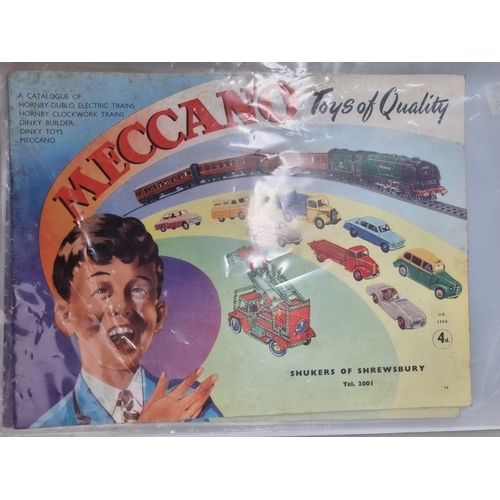 A CATALOGUE OF
HORNBY-DUBLO ELECTRIC TRAINS
HORNBY CLOCKWORK TRAINS
DINKY BUILDER
DINKY TOYS
MECCANO
MECCANO
Toys of Quality
U.K.
4d.
SHUKERS OF SHREWSBURY
Tel. 2001